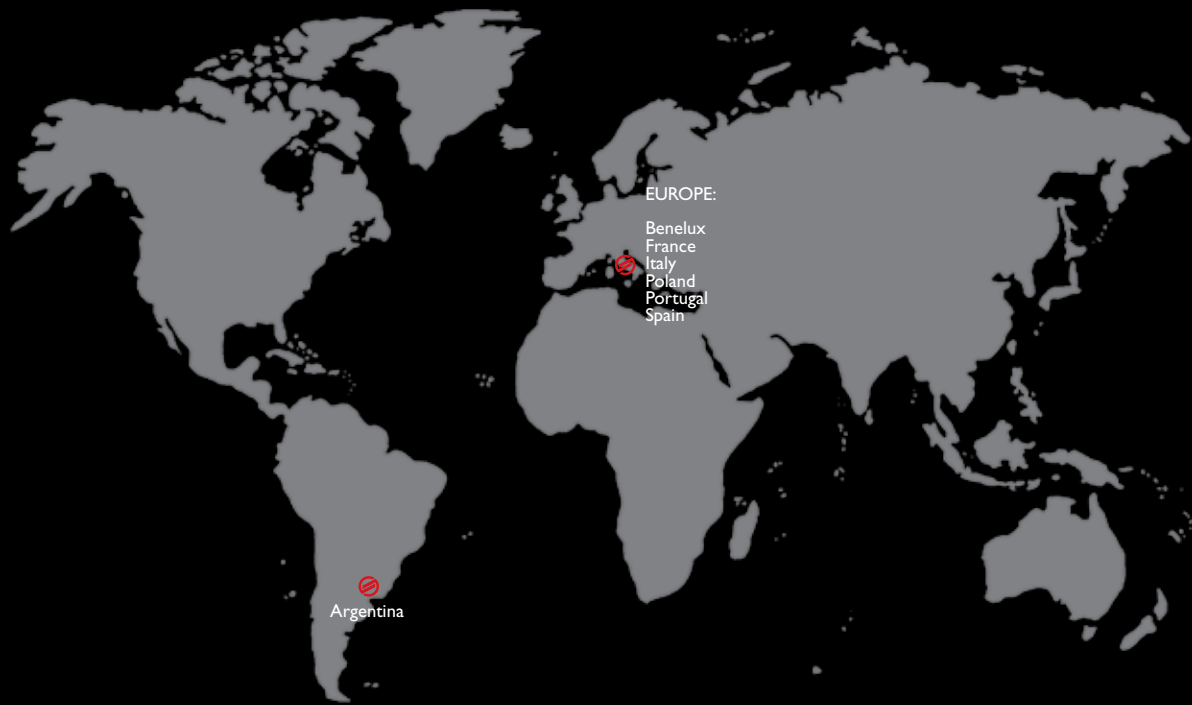 EUROPE:
Benelux
France
Italy
Poland
Portugal
Spain
Argentina